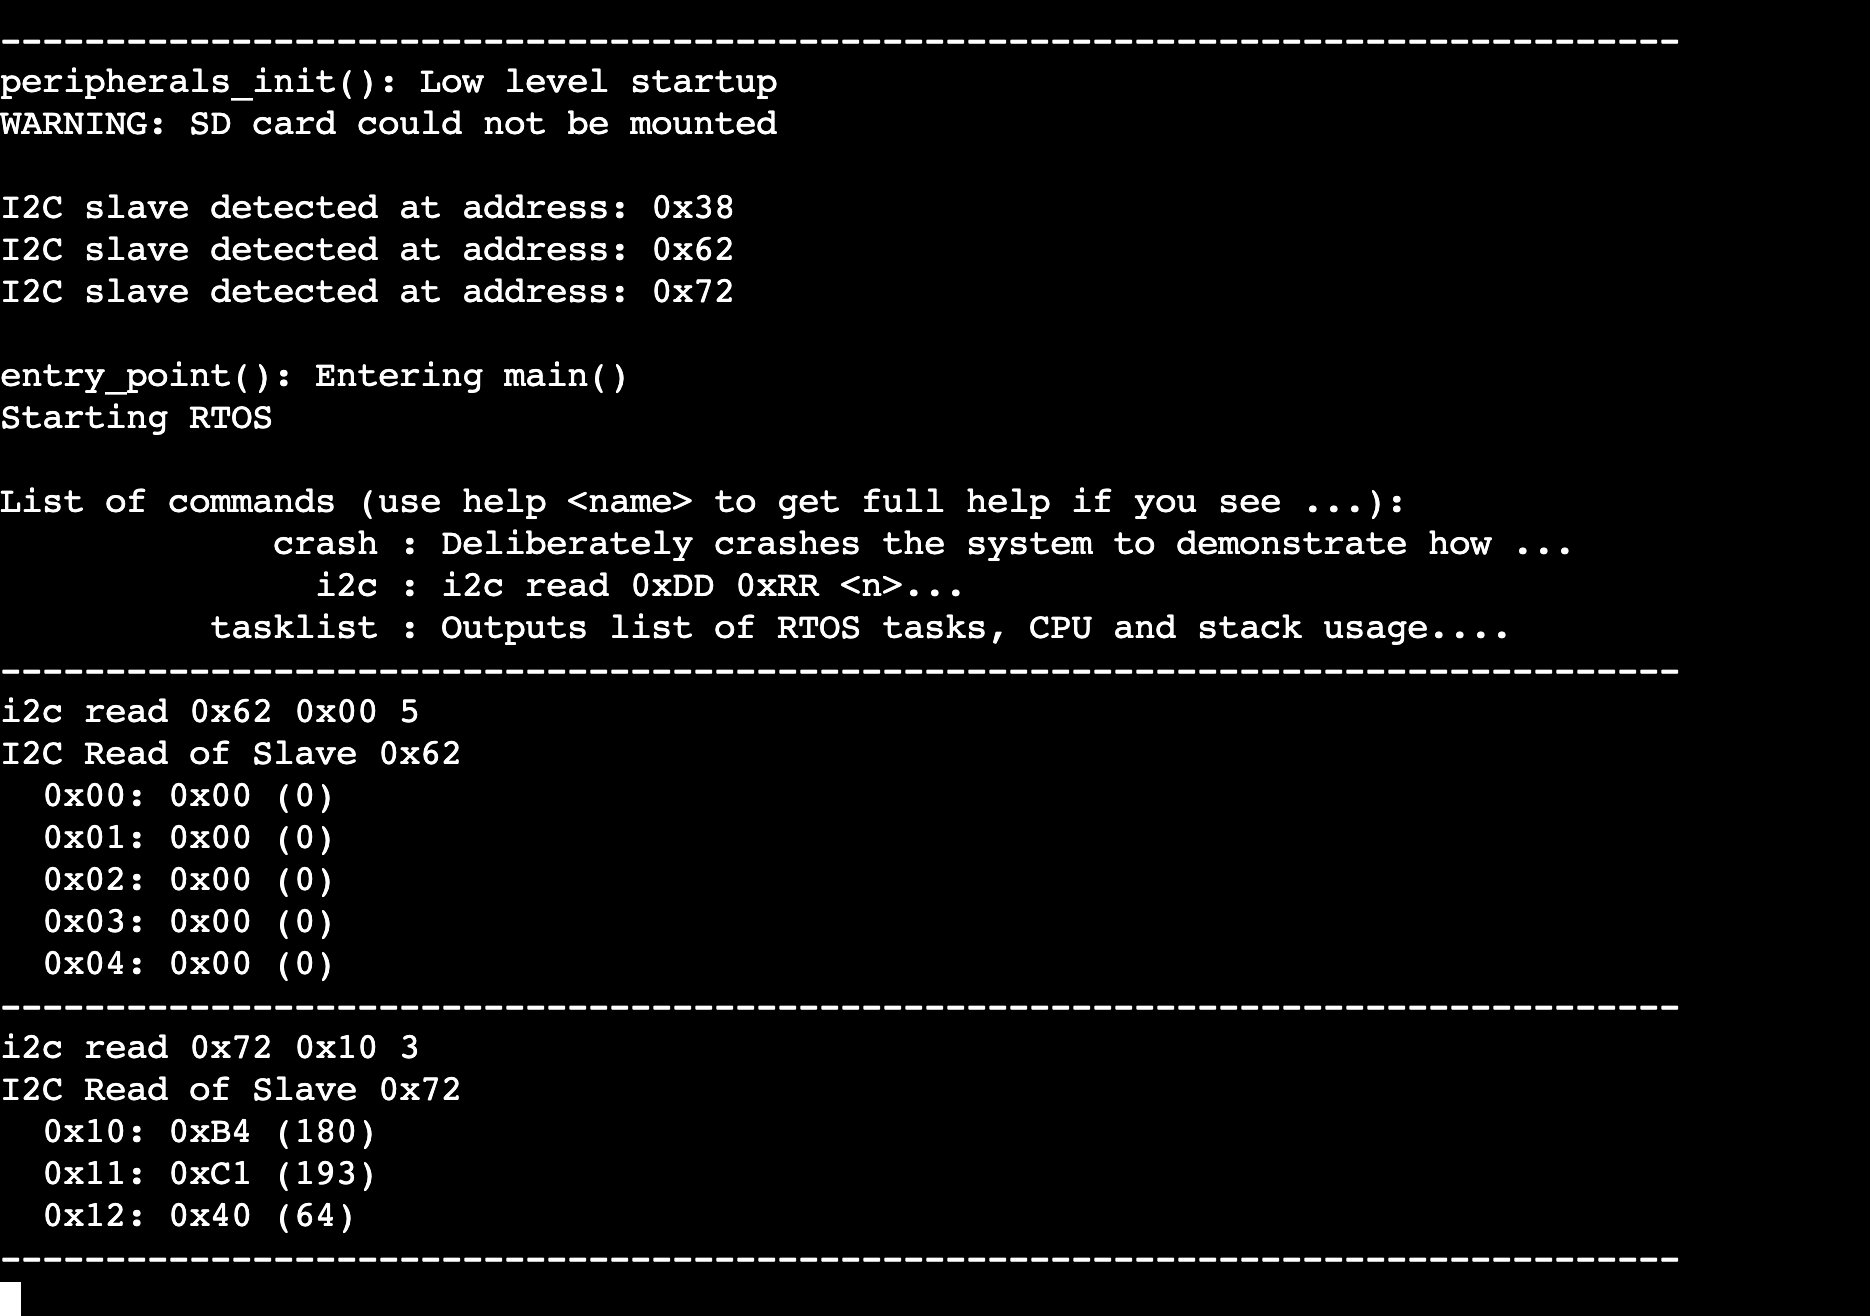 --------------------------------------------------------------------------------
peripherals_init(): Low level startup
WARNING: SD card could not be mounted
I2C slave detected at address: 0x38
I2C slave detected at address: 0x62
I2C slave detected at address: 0x72
entry_point(): Entering main()
Starting RTOS
List of commands (use help <name> to get full help if you see ...):
             crash : Deliberately crashes the system to demonstrate how ...
               i2c : i2c read 0xDD 0xRR <n>...
          tasklist : Outputs list of RTOS tasks, CPU and stack usage....
--------------------------------------------------------------------------------
i2c read 0x62 0x00 5
I2C Read of Slave 0x62
  0x00: 0x00 (0)
  0x01: 0x00 (0)
  0x02: 0x00 (0)
  0x03: 0x00 (0)
  0x04: 0x00 (0)
--------------------------------------------------------------------------------
i2c read 0x72 0x10 3
I2C Read of Slave 0x72
  0x10: 0xB4 (180)
  0x11: 0xC1 (193)
  0x12: 0x40 (64)
--------------------------------------------------------------------------------